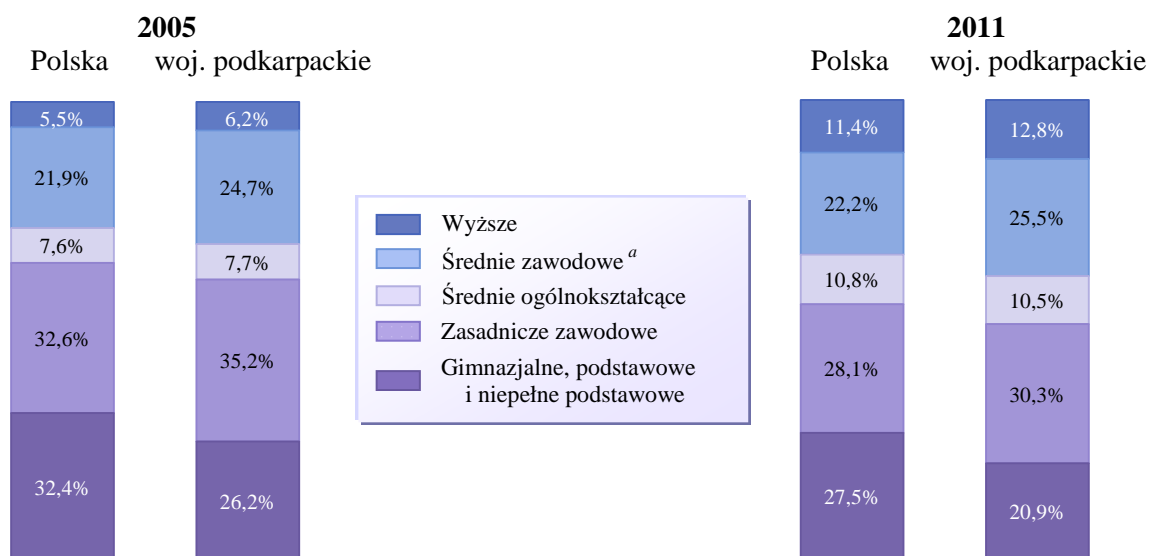 2005
Polska woj. podkarpackie
5,5%
21,9%
7,6%
32,6%
32,4%
6,2%
24,7%
7,7%
35,2%
26,2%
Wyższe
Średnie zawodowe a
Średnie ogólnokształcące
Zasadnicze zawodowe
Gimnazjalne, podstawowe
i niepełne podstawowe
2011
Polska woj. podkarpackie
11,4%
22,2%
10,8%
28,1%
27,5%
12,8%
25,5%
10,5%
30,3%
20,9%